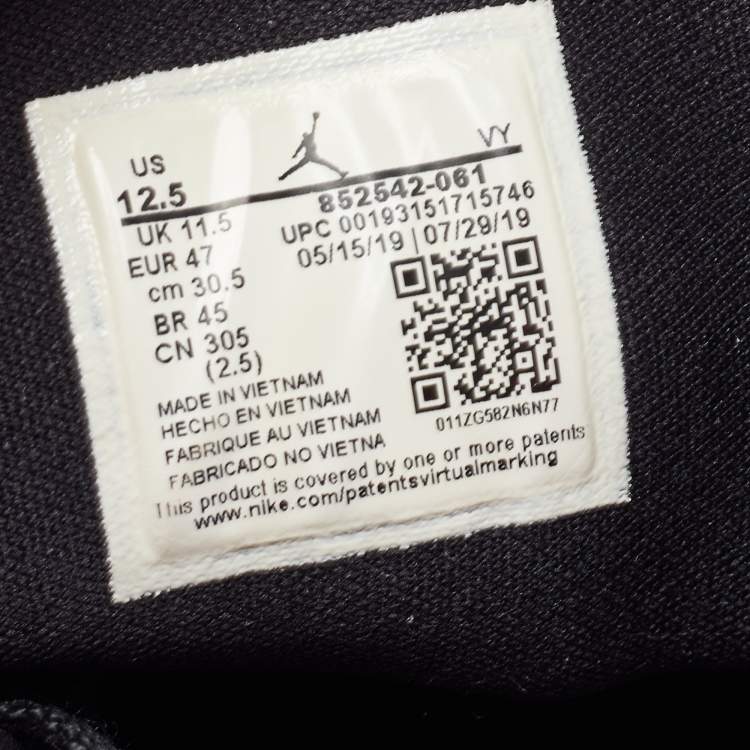 US
VY
12.5
852542-061
UK 11.5
UPC 00193151715746
EUR 47
05/15/19 | 07/29/19
cm 30.5
BR 45
CN 305
(2.5)
MADE IN VIETNAM
HECHO EN VIETNAM
FABRIQUE AU VIETNAM
FABRICADO NO VIETNA
011ZG582N6N77
This product is covered by one or more patents
www.nike.com/patentsvirtualmarking